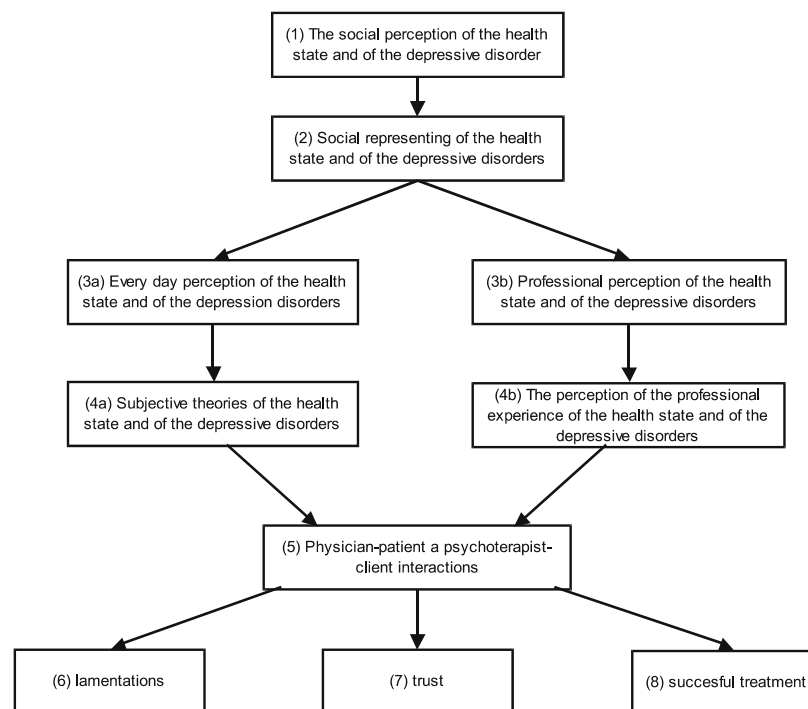 (1) The social perception of the health
state and of the depressive disorder
(2) Social representing of the health
state and of the depressive disorders
(3a) Every day perception of the health
state and of the depression disorders
(3b) Professional perception of the health
state and of the depressive disorders
(4a) Subjective theories of the health
state and of the depressive disorders
(4b) The perception of the professional
experience of the health state and of the
depressive disorders
(5) Physician-patient a psychoterapist-
client interactions
(6) lamentations
(7) trust
(8) succesful treatment